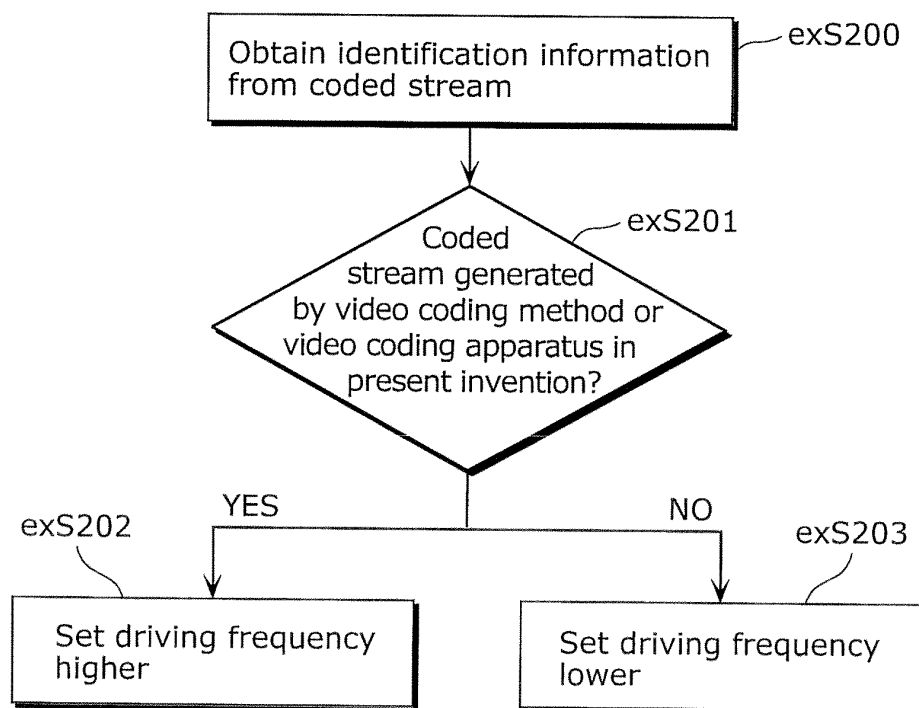 exS200
Obtain identification information
from coded stream
exS201
Coded
stream generated
by video coding method or
video coding apparatus in
present invention?
YES
NO
exS202
exS203
Set driving frequency
higher
Set driving frequency
lower